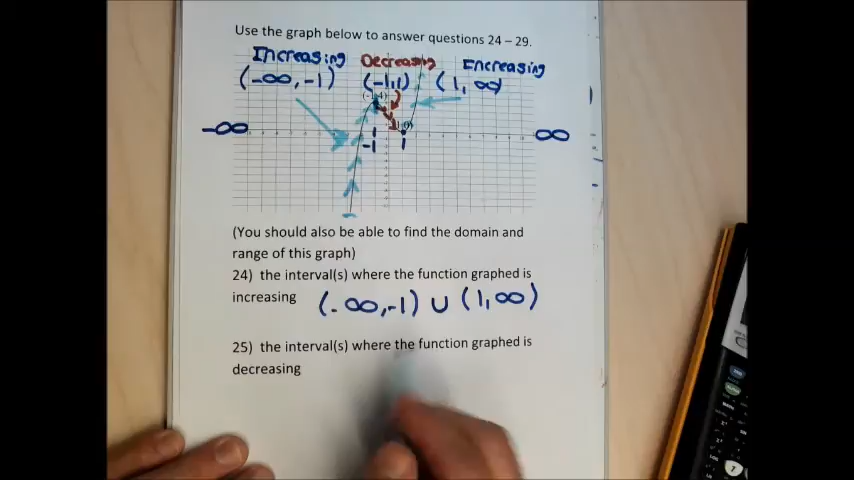 Use the graph below to answer questions 24 – 29.
Increasing Decreasing Increasing
(-∞, -1) (-1,1) (1, ∞)
-∞ ∞
-1 1
(You should also be able to find the domain and
range of this graph)
24) the interval(s) where the function graphed is
increasing (-∞,-1) ∪ (1,∞)
25) the interval(s) where the function graphed is
decreasing